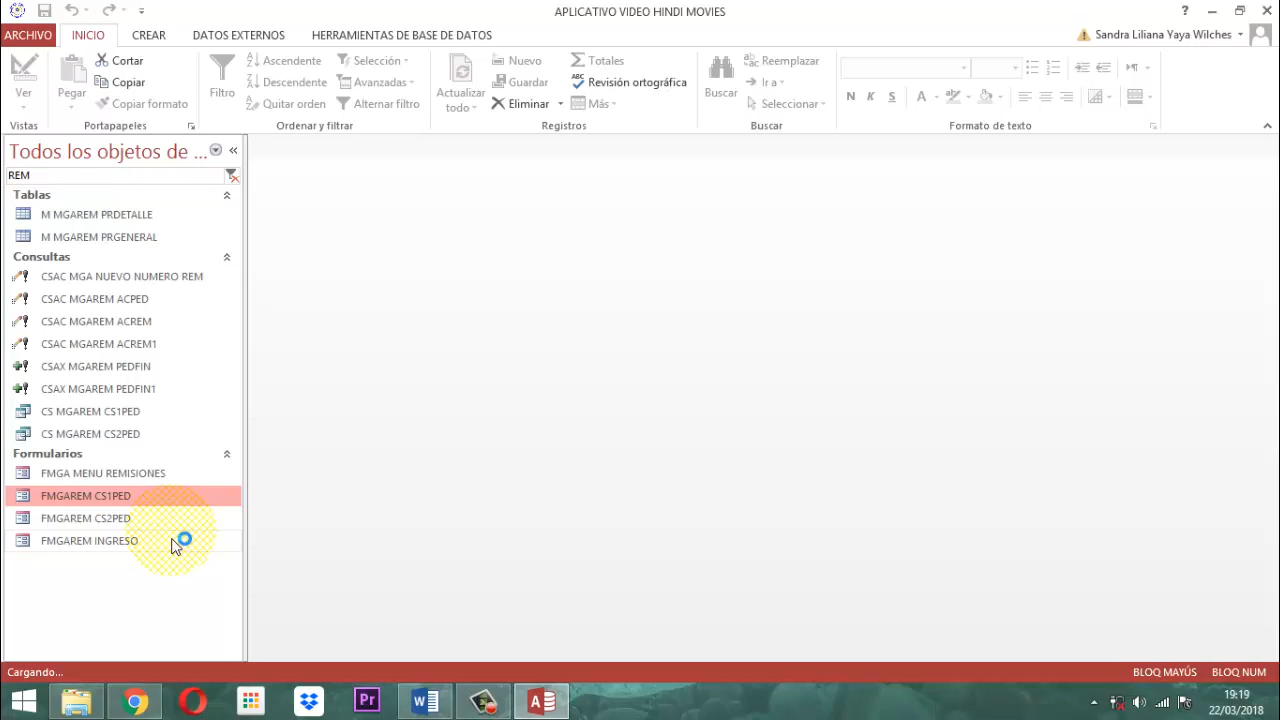 APLICATIVO VIDEO HINDI MOVIES
ARCHIVO INICIO CREAR DATOS EXTERNOS HERRAMIENTAS DE BASE DE DATOS Sandra Liliana Yaya Wilches
Ver
Vistas
Pegar
Cortar
Copiar
Copiar formato
Portapapeles
Filtro
Ascendente
Descendente
Quitar orden
Selección
Avanzadas
Alternar filtro
Ordenar y filtrar
Actualizar
todo
Nuevo
Guardar
Eliminar
Totales
Revisión ortográfica
Más
Registros
Buscar
Reemplazar
Ir a
Seleccionar
Buscar
N K S A
Formato de texto
Todos los objetos de ...
REM
Tablas
M MGAREM PRDETALLE
M MGAREM PRGENERAL
Consultas
CSAC MGA NUEVO NUMERO REM
CSAC MGAREM ACPED
CSAC MGAREM ACREM
CSAC MGAREM ACREM1
CSAX MGAREM PEDFIN
CSAX MGAREM PEDFIN1
CS MGAREM CS1PED
CS MGAREM CS2PED
Formularios
FMGA MENU REMISIONES
FMGAREM CS1PED
FMGAREM CS2PED
FMGAREM INGRESO
Cargando... BLOQ MAYÚS BLOQ NUM
Pr
19:19
22/03/2018